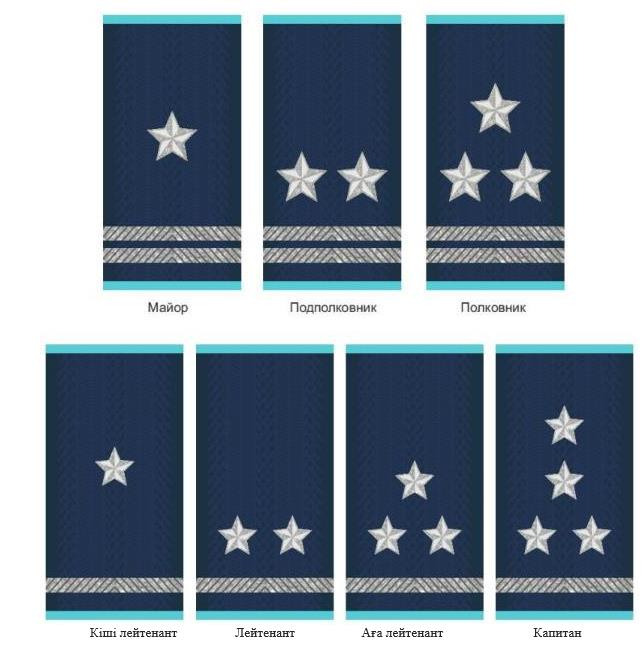 Майор Подполковник Полковник
Кіші лейтенант Лейтенант Аға лейтенант Капитан